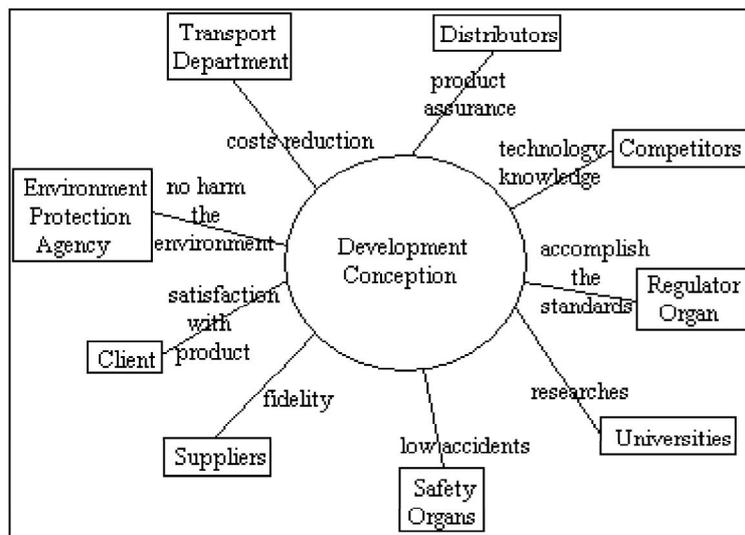 Transport
Department
Distributors
product
assurance
costs reduction
technology
knowledge
Competitors
Environment
Protection
Agency
no harm
the
environment
Development
Conception
accomplish
the
standards
Regulator
Organ
satisfaction
with
product
Client
fidelity
Suppliers
low accidents
Safety
Organs
researches
Universities